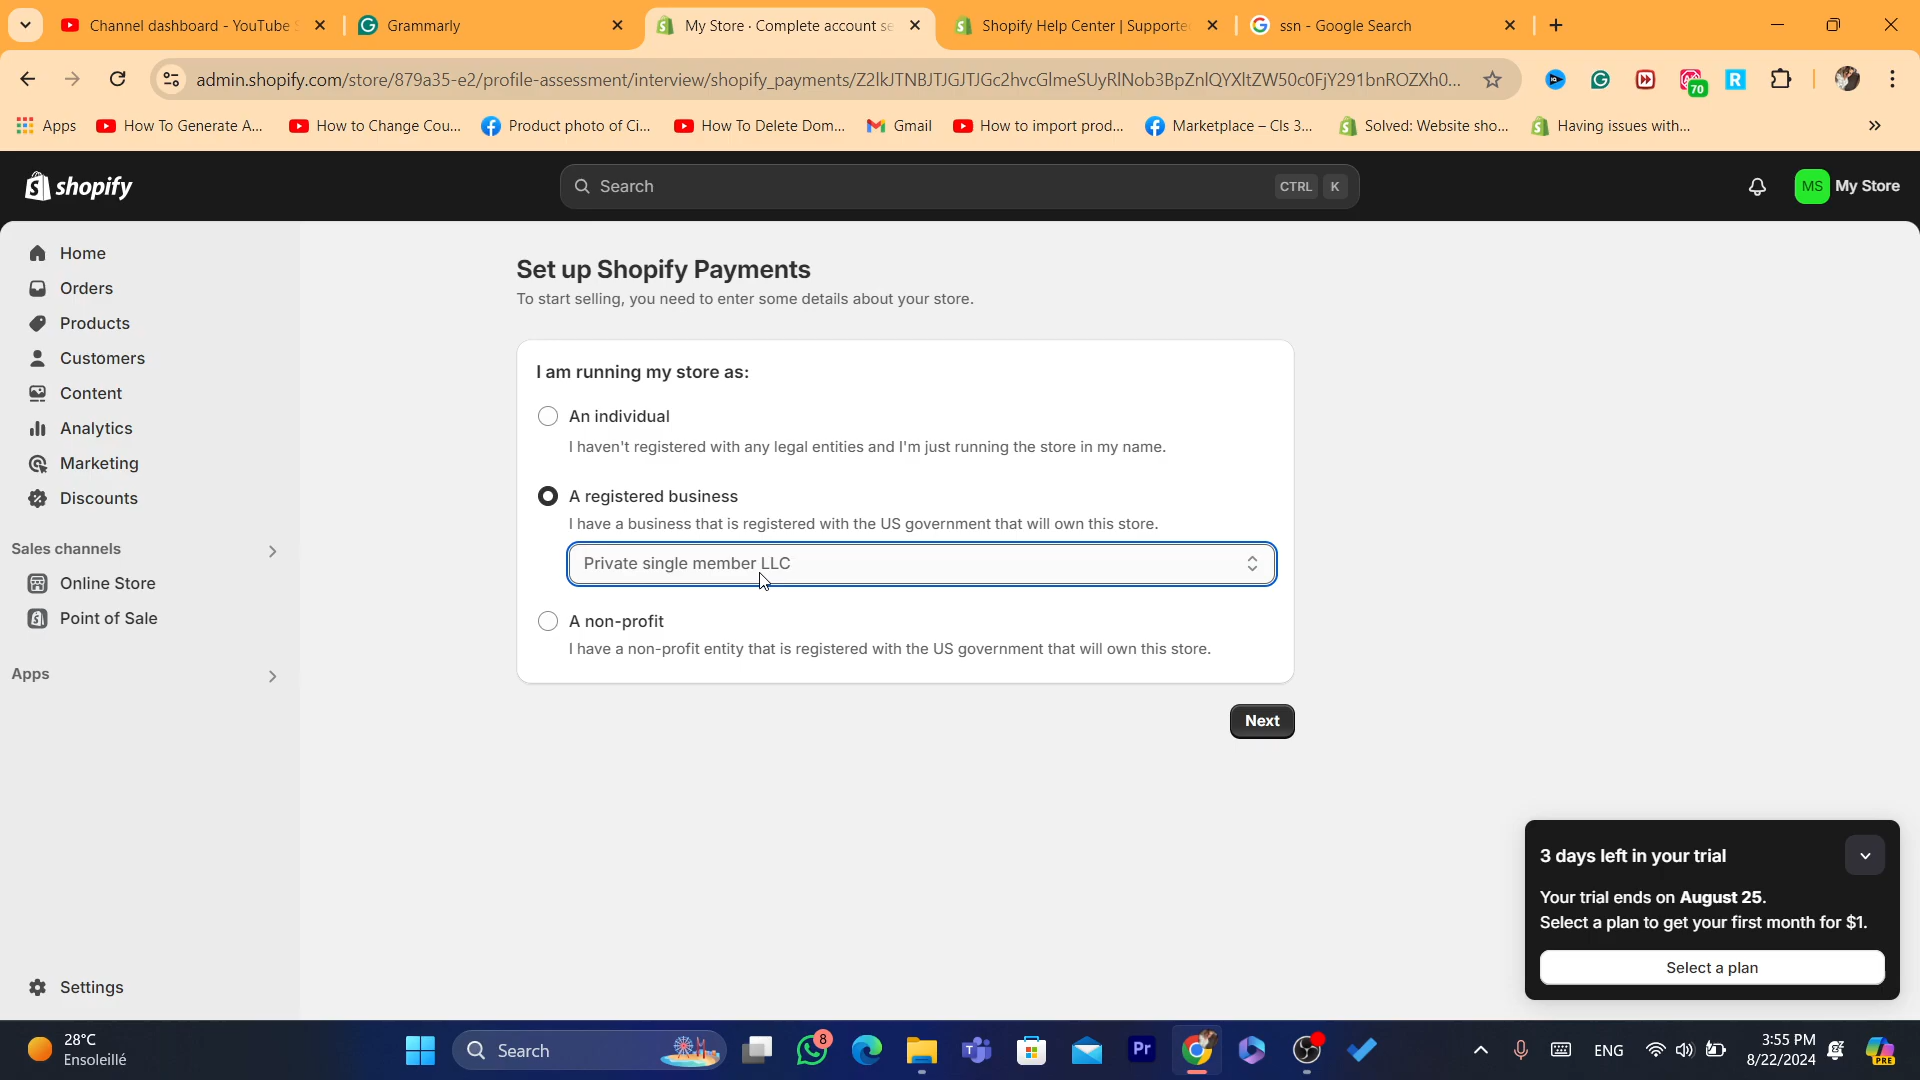 Channel dashboard - YouTube S
Grammarly
My Store · Complete account se
Shopify Help Center | Supporte
ssn - Google Search
admin.shopify.com/store/879a35-e2/profile-assessment/interview/shopify_payments/
Apps
How To Generate A...
How to Change Cou...
Product photo of Ci...
How To Delete Dom...
Gmail
How to import prod...
Marketplace – Cls 3...
Solved: Website sho...
Having issues with...
70
shopify
Search
CTRL K
MS My Store
Home
Orders
Products
Customers
Content
Analytics
Marketing
Discounts
Sales channels
Online Store
Point of Sale
Apps
Settings
Set up Shopify Payments
To start selling, you need to enter some details about your store.
I am running my store as:
An individual
I haven't registered with any legal entities and I'm just running the store in my name.
A registered business
I have a business that is registered with the US government that will own this store.
Private single member LLC
A non-profit
I have a non-profit entity that is registered with the US government that will own this store.
Next
3 days left in your trial
Your trial ends on August 25.
Select a plan to get your first month for $1.
Select a plan
28°C
Ensoleillé
Search
8
Pr
ENG
3:55 PM
8/22/2024
PRE